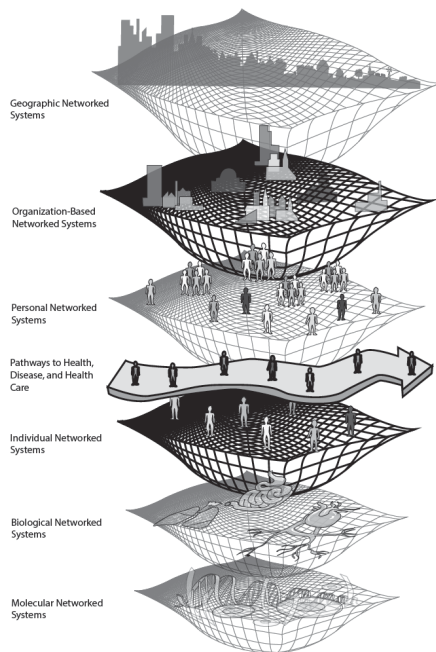 Geographic Networked
Systems
Organization-Based
Networked Systems
Personal Networked
Systems
Pathways to Health,
Disease, and Health
Care
Individual Networked
Systems
Biological Networked
Systems
Molecular Networked
Systems